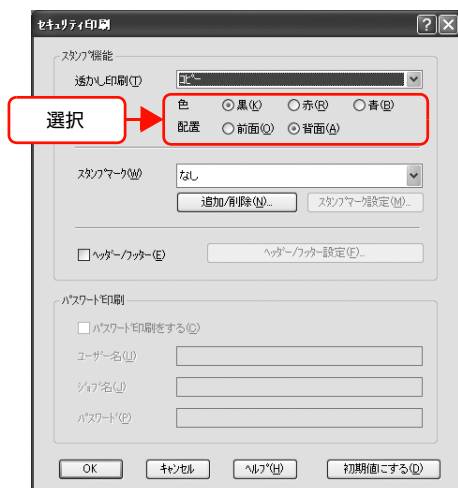 セキュリティ印刷
スタンプ機能
透かし印刷(T)
コピー
色 黒(K) 赤(R) 青(B)
選択
配置 前面(O) 背面(A)
スタンプマーク(W) なし
追加/削除(N)... スタンプマーク設定(M)...
ヘッダー/フッター(E) ヘッダー/フッター設定(F)...
パスワード印刷
パスワード印刷をする(C)
ユーザー名(U)
ジョブ名(J)
パスワード(P)
OK キャンセル ヘルプ(H) 初期値にする(D)